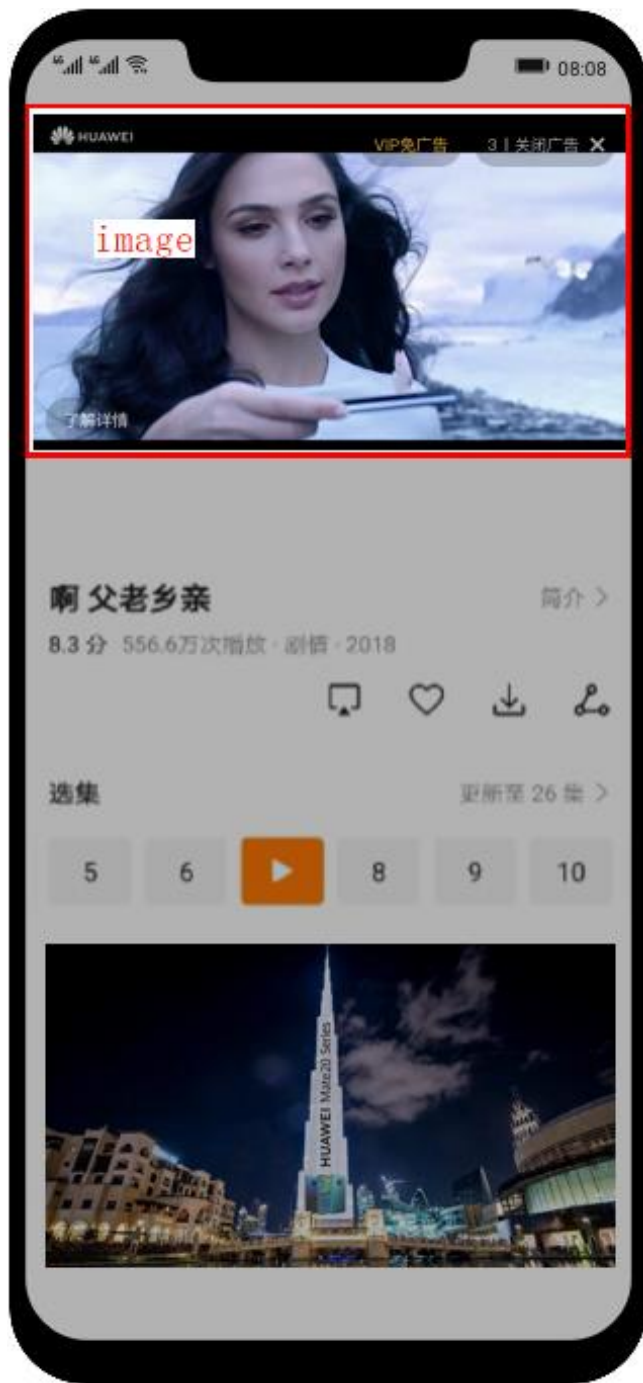 4G 4G 08:08
HUAWEI VIP免广告 3 | 关闭广告 ✕
image
了解详情
啊 父老乡亲 简介 >
8.3 分 556.6万次播放 · 剧情 · 2018
选集 更新至 26 集 >
5 6 8 9 10
HUAWEI Mate20 Series